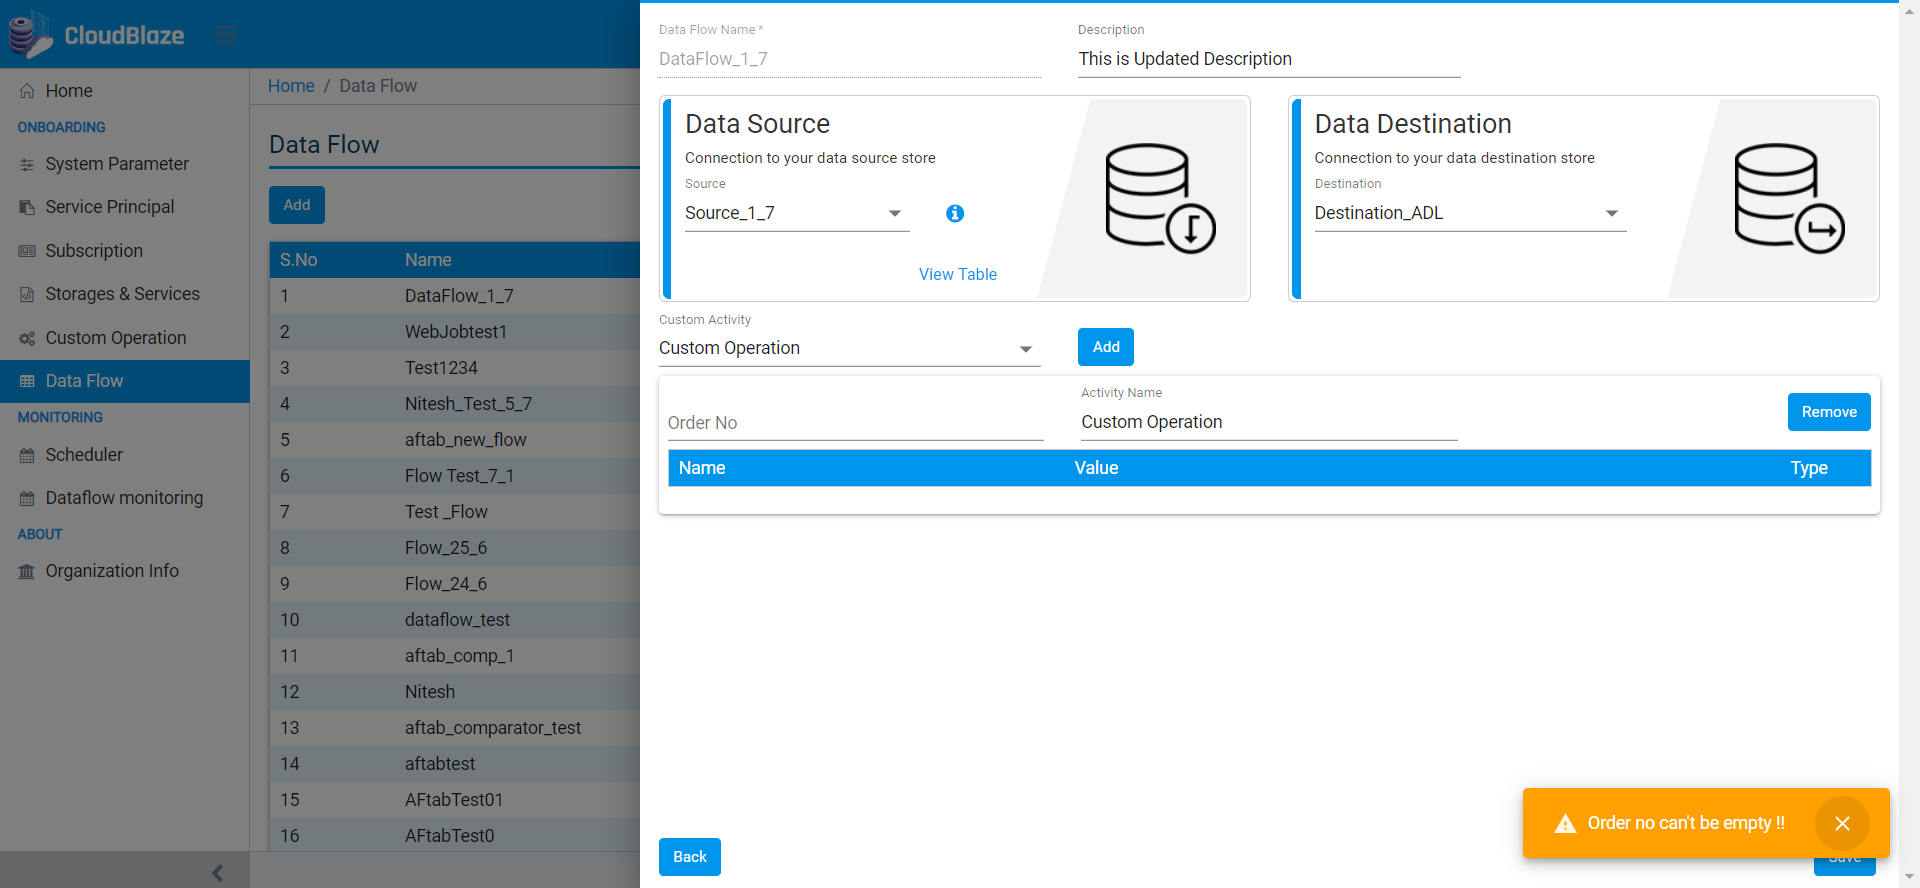 CloudBlaze
Home
ONBOARDING
System Parameter
Service Principal
Subscription
Storages & Services
Custom Operation
Data Flow
MONITORING
Scheduler
Dataflow monitoring
ABOUT
Organization Info
Home / Data Flow
Data Flow
Add
S.No Name
1 DataFlow_1_7
2 WebJobtest1
3 Test1234
4 Nitesh_Test_5_7
5 aftab_new_flow
6 Flow Test_7_1
7 Test _Flow
8 Flow_25_6
9 Flow_24_6
10 dataflow_test
11 aftab_comp_1
12 Nitesh
13 aftab_comparator_test
14 aftabtest
15 AFtabTest01
16 AFtabTest0
Data Flow Name *
DataFlow_1_7
Description
This is Updated Description
Data Source
Connection to your data source store
Source
Source_1_7
View Table
Data Destination
Connection to your data destination store
Destination
Destination_ADL
Custom Activity
Custom Operation
Add
Order No
Activity Name
Custom Operation
Remove
Name Value Type
Order no can't be empty !!
Back
Save